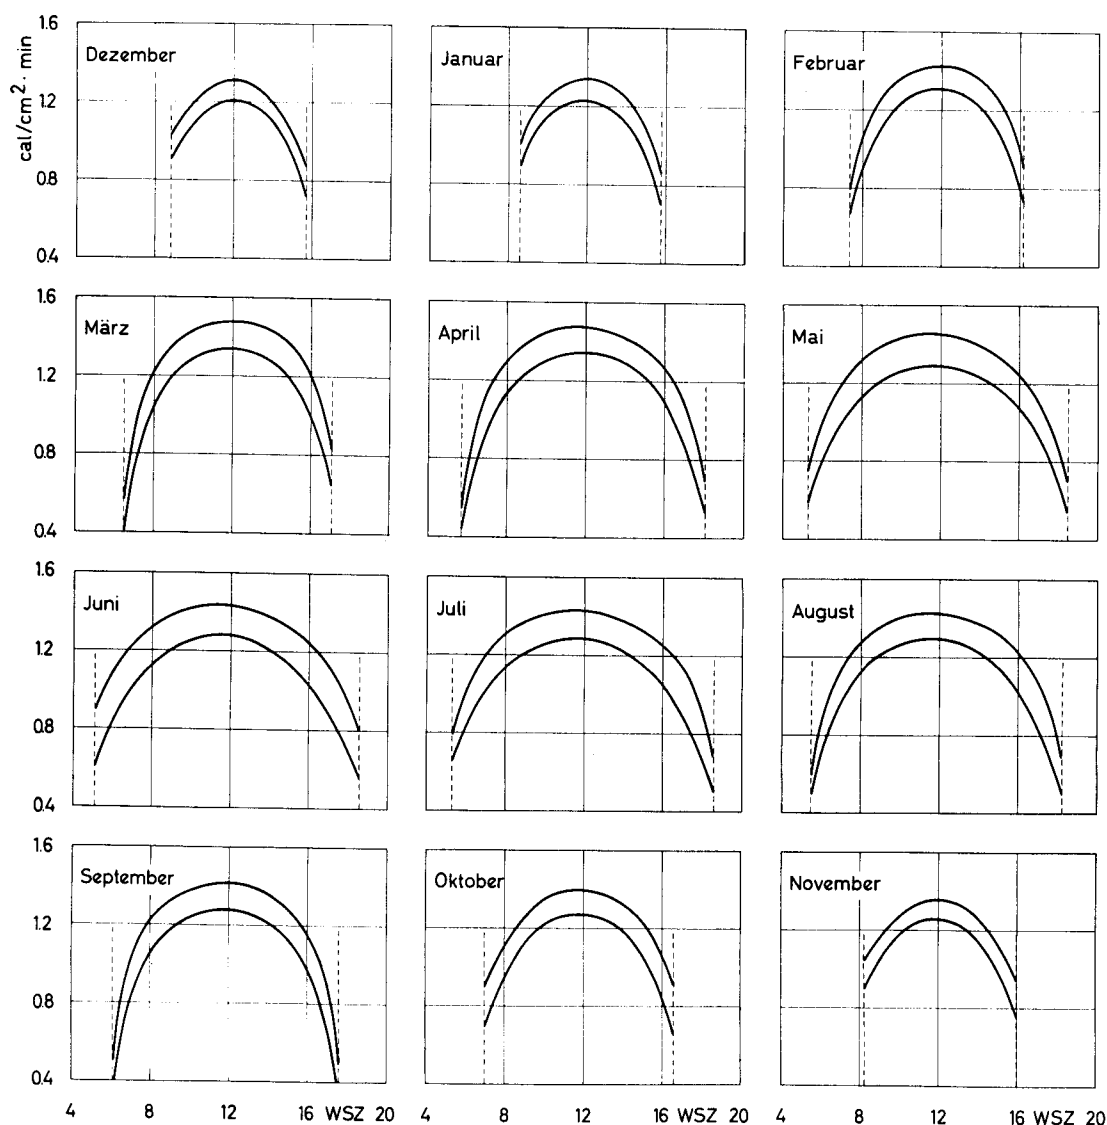 cal/cm² · min
1.6
1.2
0.8
0.4
Dezember
Januar
Februar
1.6
1.2
0.8
0.4
März
April
Mai
1.6
1.2
0.8
0.4
Juni
Juli
August
1.6
1.2
0.8
0.4
September
Oktober
November
4 8 12 16 WSZ 20
4 8 12 16 WSZ 20
4 8 12 16 WSZ 20